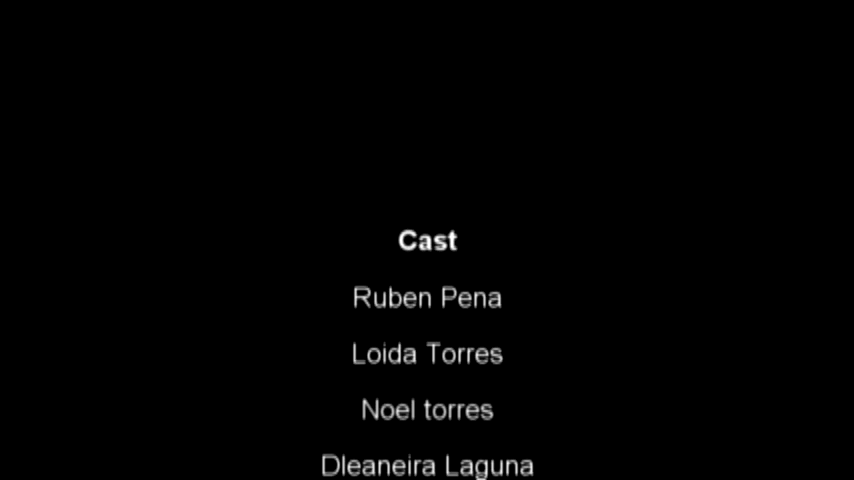 Cast
Ruben Pena
Loida Torres
Noel torres
Dleaneira Laguna